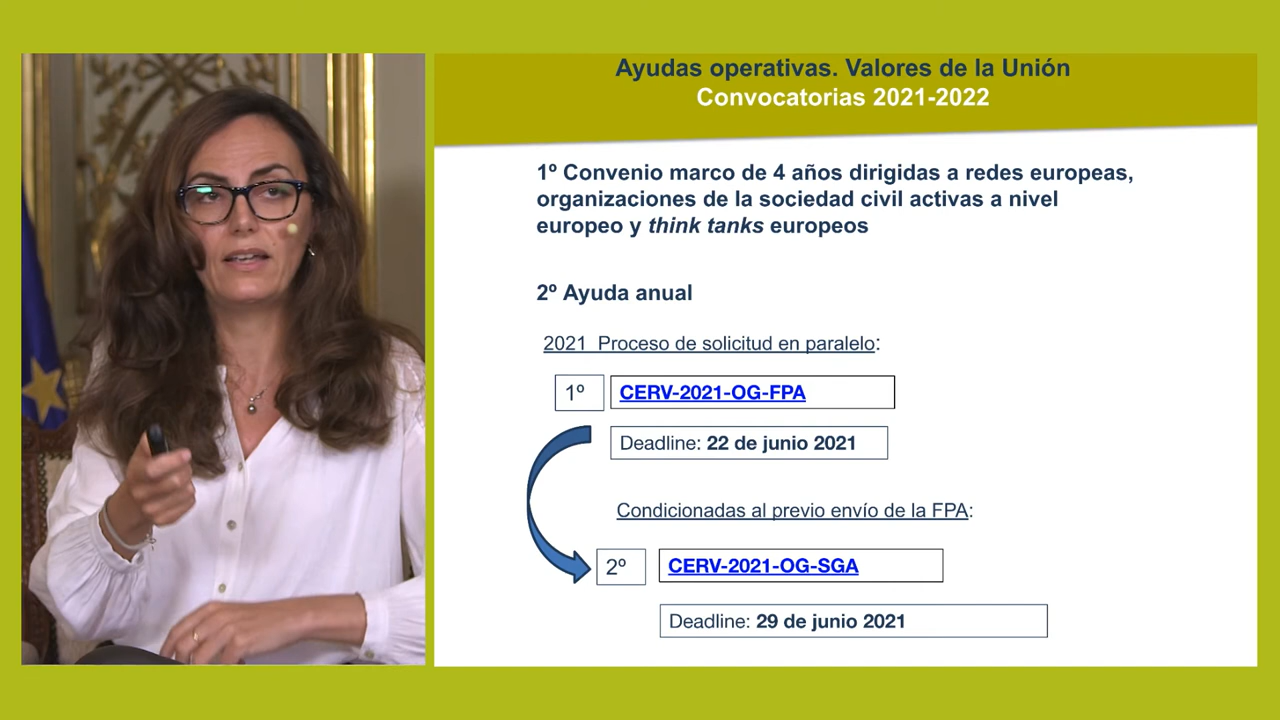 Ayudas operativas. Valores de la Unión
Convocatorias 2021-2022
1º Convenio marco de 4 años dirigidas a redes europeas,
organizaciones de la sociedad civil activas a nivel
europeo y think tanks europeos
2º Ayuda anual
2021 Proceso de solicitud en paralelo:
1º CERV-2021-OG-FPA
Deadline: 22 de junio 2021
Condicionadas al previo envío de la FPA:
2º CERV-2021-OG-SGA
Deadline: 29 de junio 2021